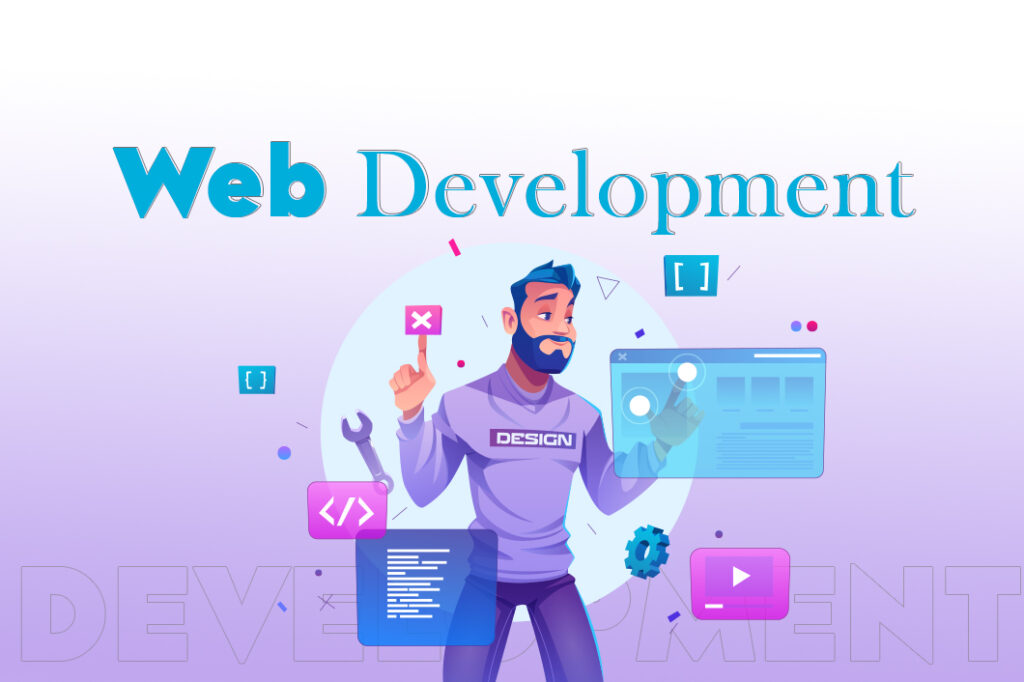 Web Development
[ ]
{ }
DESIGN
</>
DEVELOPMENT